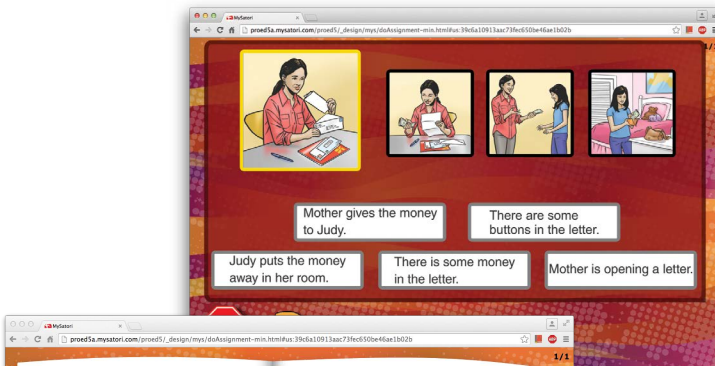 MySatori
proed5a.mysatori.com/proed5/_design/mys/doAssignment-min.html#us:39c6a10913aac73fec650be46ae1b02b
1/
Mother gives the money
to Judy.
There are some
buttons in the letter.
Judy puts the money
away in her room.
There is some money
in the letter.
Mother is opening a letter.
MySatori
proed5a.mysatori.com/proed5/_design/mys/doAssignment-min.html#us:39c6a10913aac73fec650be46ae1b02b
1/1